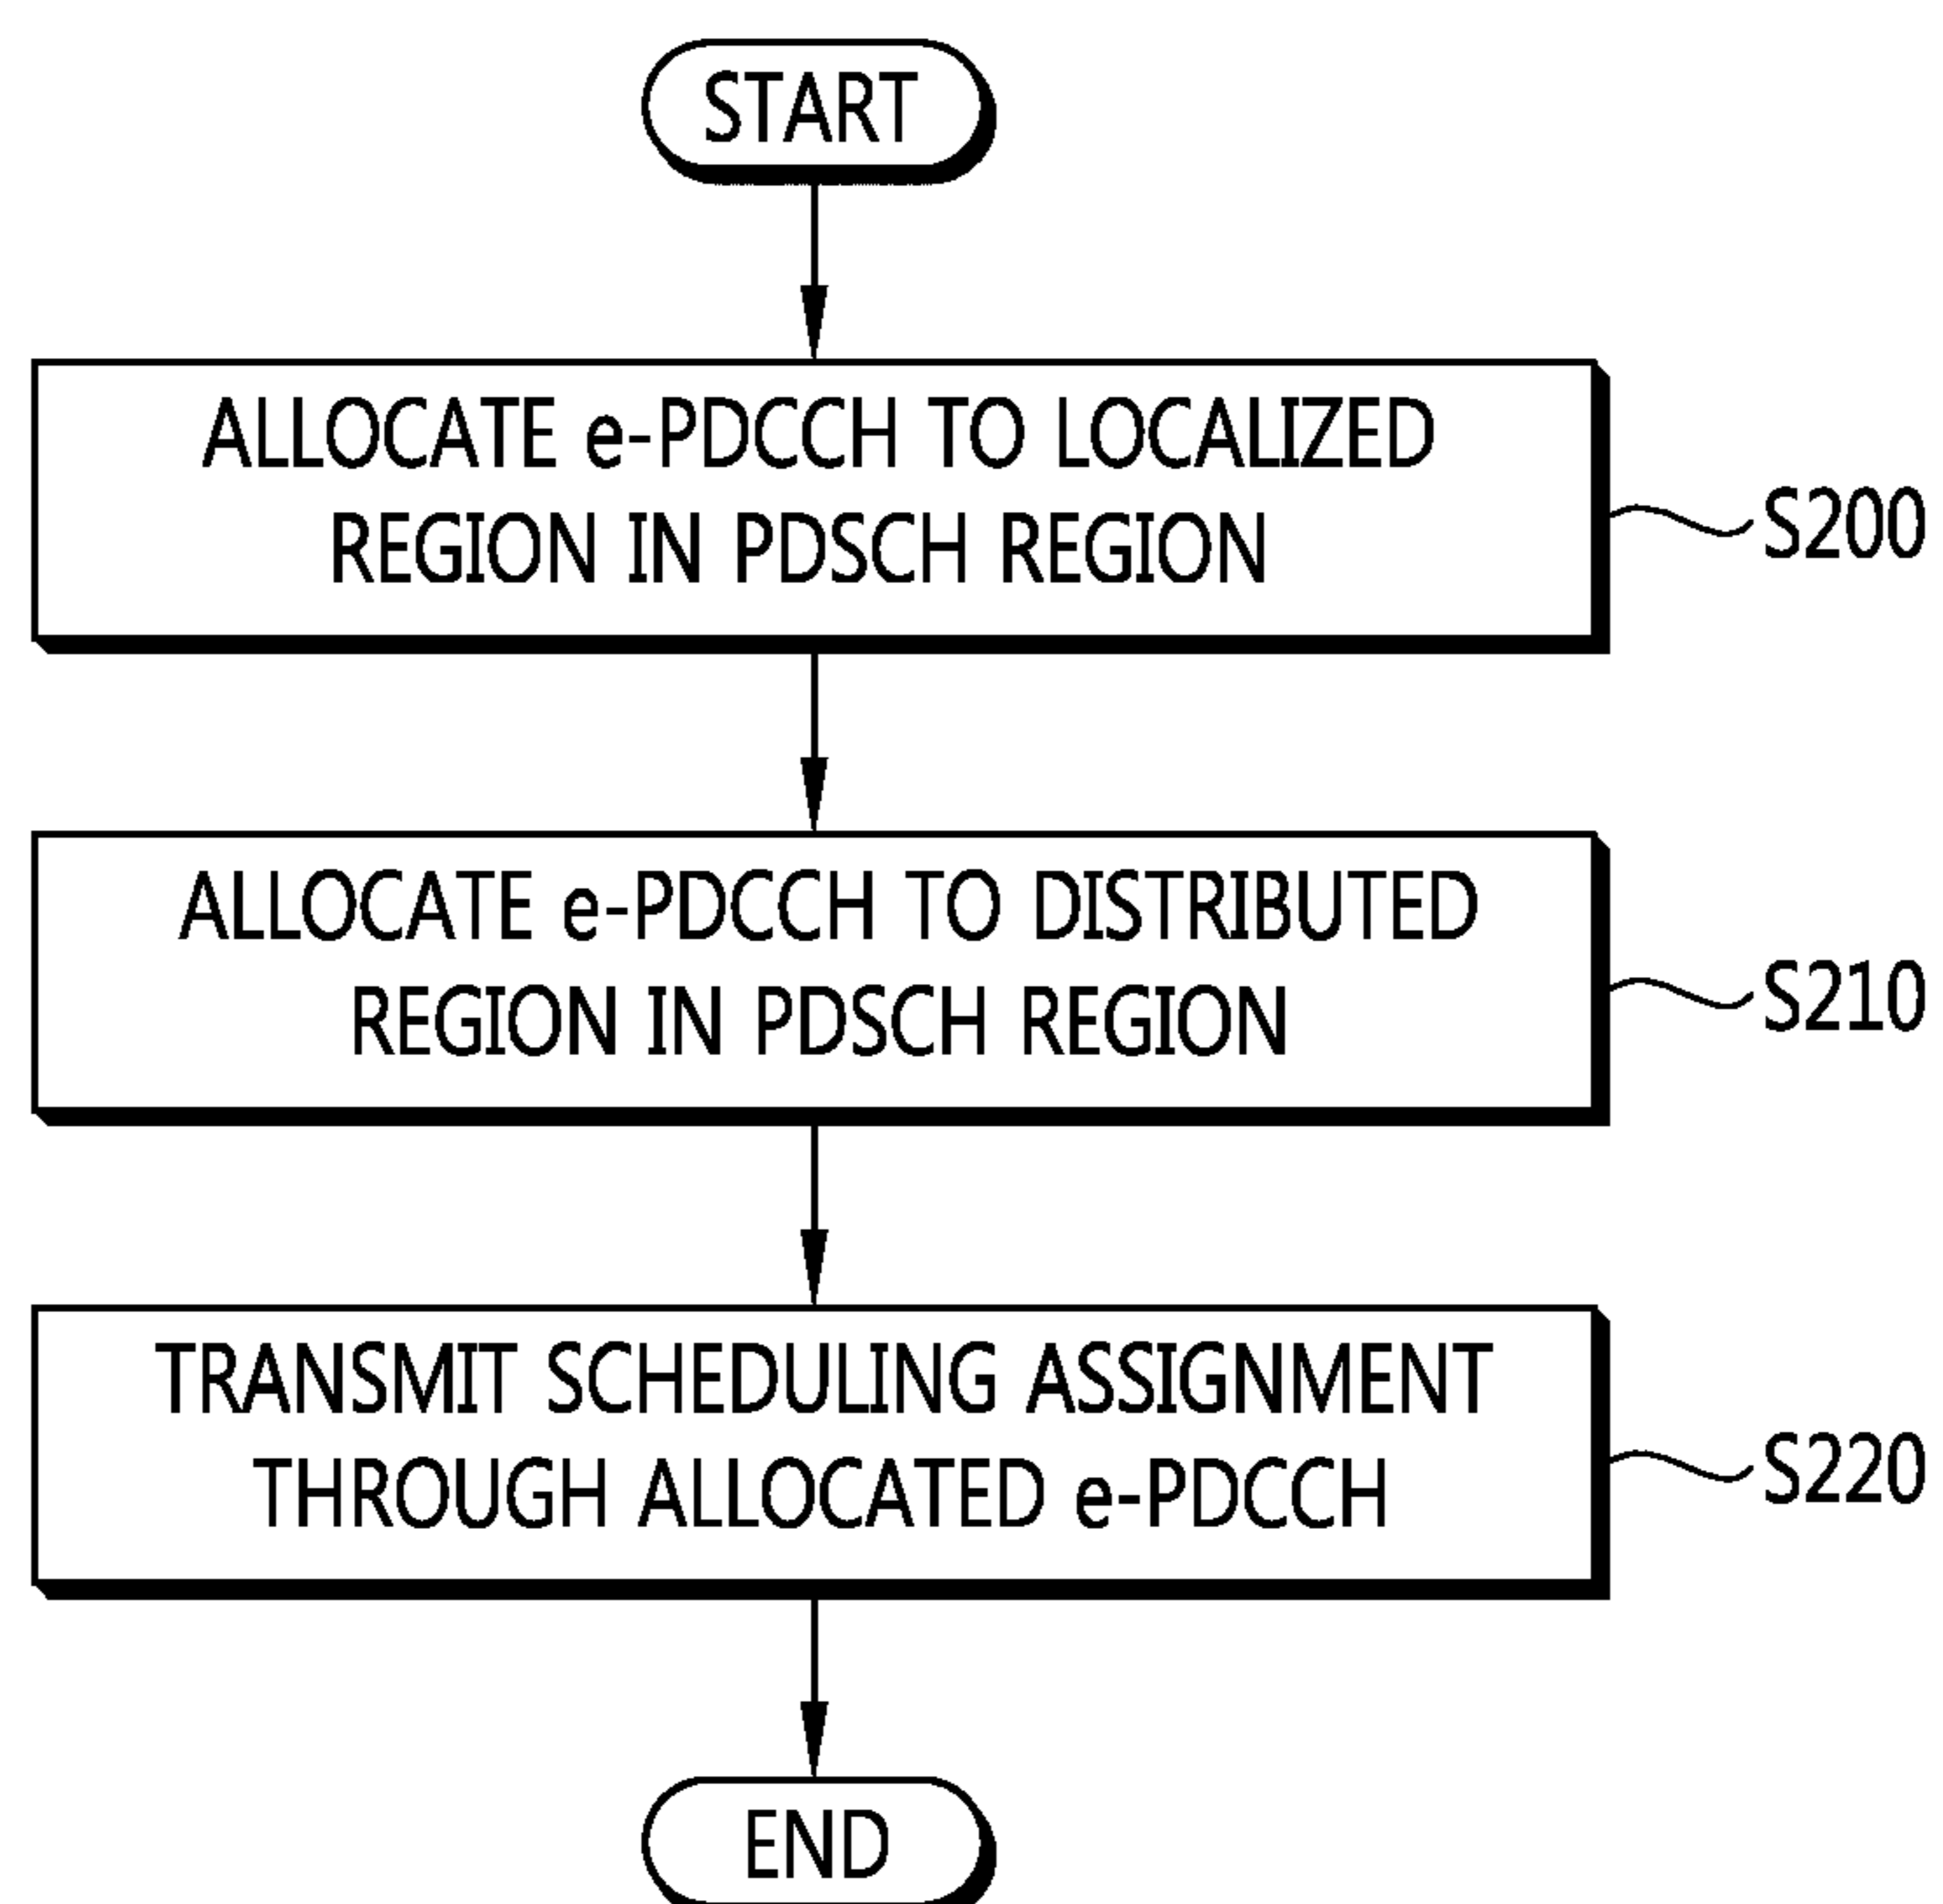 START
ALLOCATE e-PDCCH TO LOCALIZED
REGION IN PDSCH REGION
S200
ALLOCATE e-PDCCH TO DISTRIBUTED
REGION IN PDSCH REGION
S210
TRANSMIT SCHEDULING ASSIGNMENT
THROUGH ALLOCATED e-PDCCH
S220
END